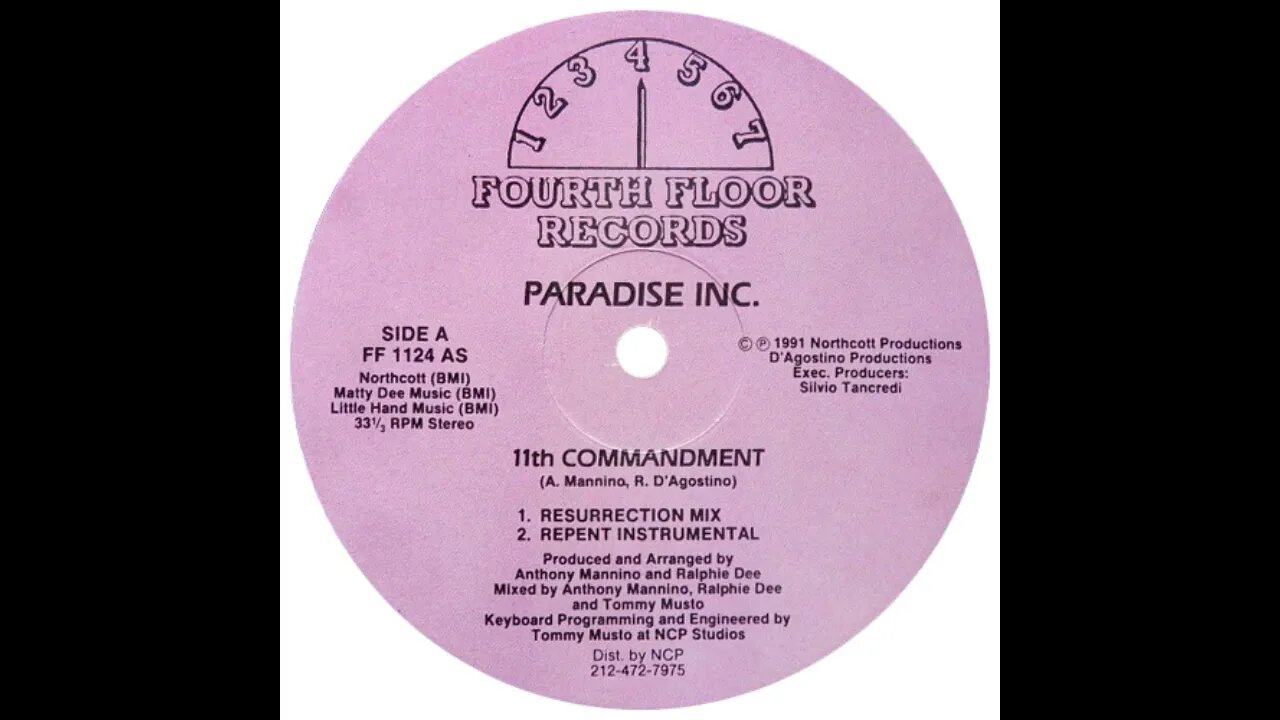 1 2 3 4 5 6 7
FOURTH FLOOR
RECORDS
PARADISE INC.
SIDE A
FF 1124 AS
Northcott (BMI)
Matty Dee Music (BMI)
Little Hand Music (BMI)
33⅓ RPM Stereo
© ℗ 1991 Northcott Productions
D'Agostino Productions
Exec. Producers:
Silvio Tancredi
11th COMMANDMENT
(A. Mannino, R. D'Agostino)
1. RESURRECTION MIX
2. REPENT INSTRUMENTAL
Produced and Arranged by
Anthony Mannino and Ralphie Dee
Mixed by Anthony Mannino, Ralphie Dee
and Tommy Musto
Keyboard Programming and Engineered by
Tommy Musto at NCP Studios
Dist. by NCP
212-472-7975